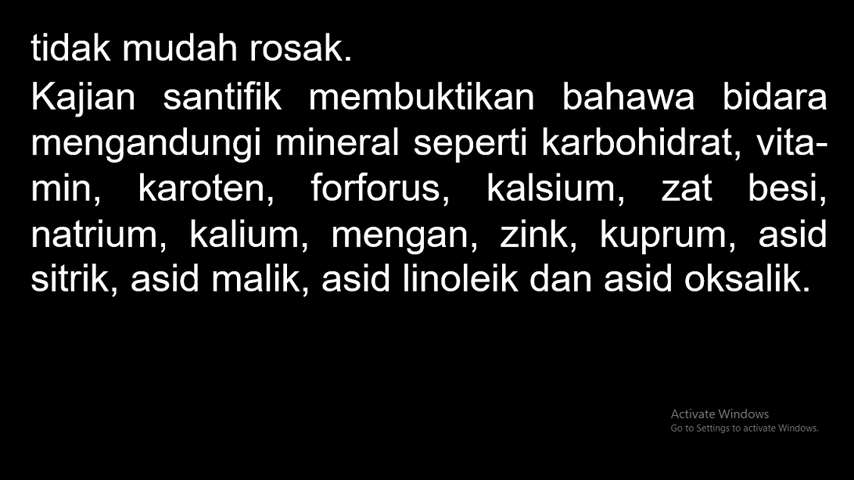 tidak mudah rosak.
Kajian santifik membuktikan bahawa bidara
mengandungi mineral seperti karbohidrat, vita-
min, karoten, forforus, kalsium, zat besi,
natrium, kalium, mengan, zink, kuprum, asid
sitrik, asid malik, asid linoleik dan asid oksalik.
Activate Windows
Go to Settings to activate Windows.